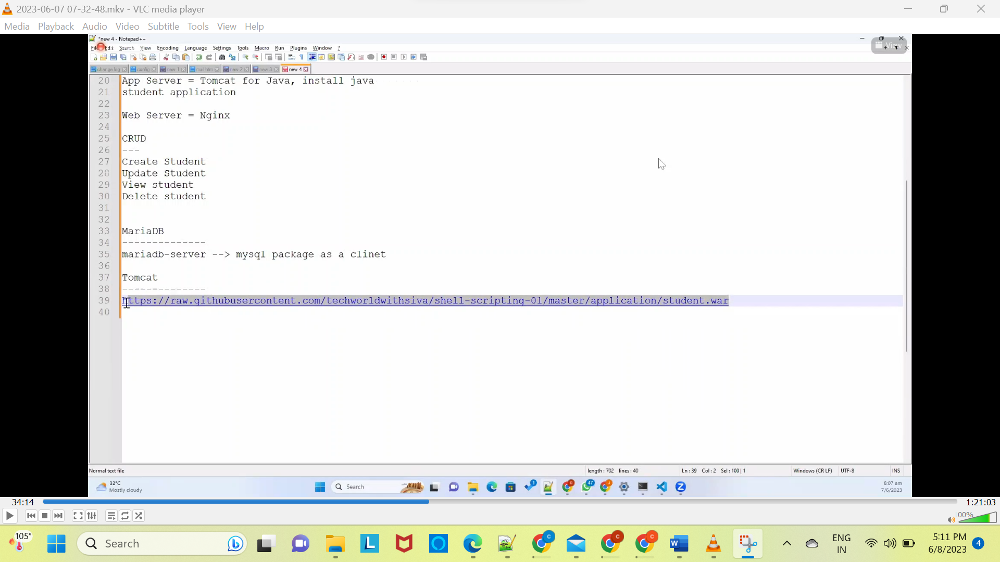 2023-06-07 07-32-48.mkv - VLC media player
Media Playback Audio Video Subtitle Tools View Help
*new 4 - Notepad++
File Edit Search View Encoding Language Settings Tools Macro Run Plugins Window ?
View
change.log config new 1 mail.htm new 2 new 3 new 4
20 App Server = Tomcat for Java, install java
21 student application
22
23 Web Server = Nginx
24
25 CRUD
26 ---
27 Create Student
28 Update Student
29 View student
30 Delete student
31
32
33 MariaDB
34 --------------
35 mariadb-server --> mysql package as a clinet
36
37 Tomcat
38 --------------
39 https://raw.githubusercontent.com/techworldwithsiva/shell-scripting-01/master/application/student.war
40
Normal text file length : 702 lines : 40 Ln : 39 Col : 2 Sel : 100 | 1 Windows (CR LF) UTF-8 INS
32°C
Mostly cloudy
Search
1
47
8:07 am
7/6/2023
34:14 1:21:03
100%
105°
Search
ENG
IN
5:11 PM
6/8/2023
4